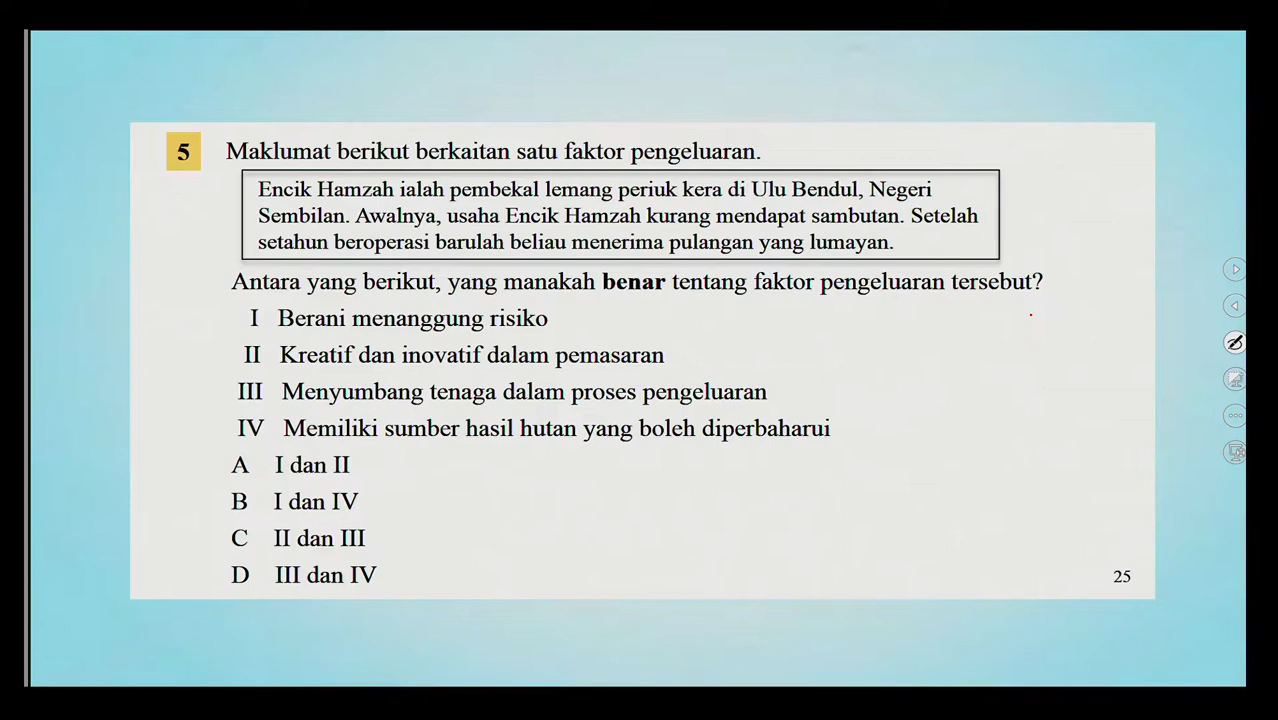 5 Maklumat berikut berkaitan satu faktor pengeluaran.
Encik Hamzah ialah pembekal lemang periuk kera di Ulu Bendul, Negeri
Sembilan. Awalnya, usaha Encik Hamzah kurang mendapat sambutan. Setelah
setahun beroperasi barulah beliau menerima pulangan yang lumayan.
Antara yang berikut, yang manakah benar tentang faktor pengeluaran tersebut?
I Berani menanggung risiko
II Kreatif dan inovatif dalam pemasaran
III Menyumbang tenaga dalam proses pengeluaran
IV Memiliki sumber hasil hutan yang boleh diperbaharui
A I dan II
B I dan IV
C II dan III
D III dan IV
25